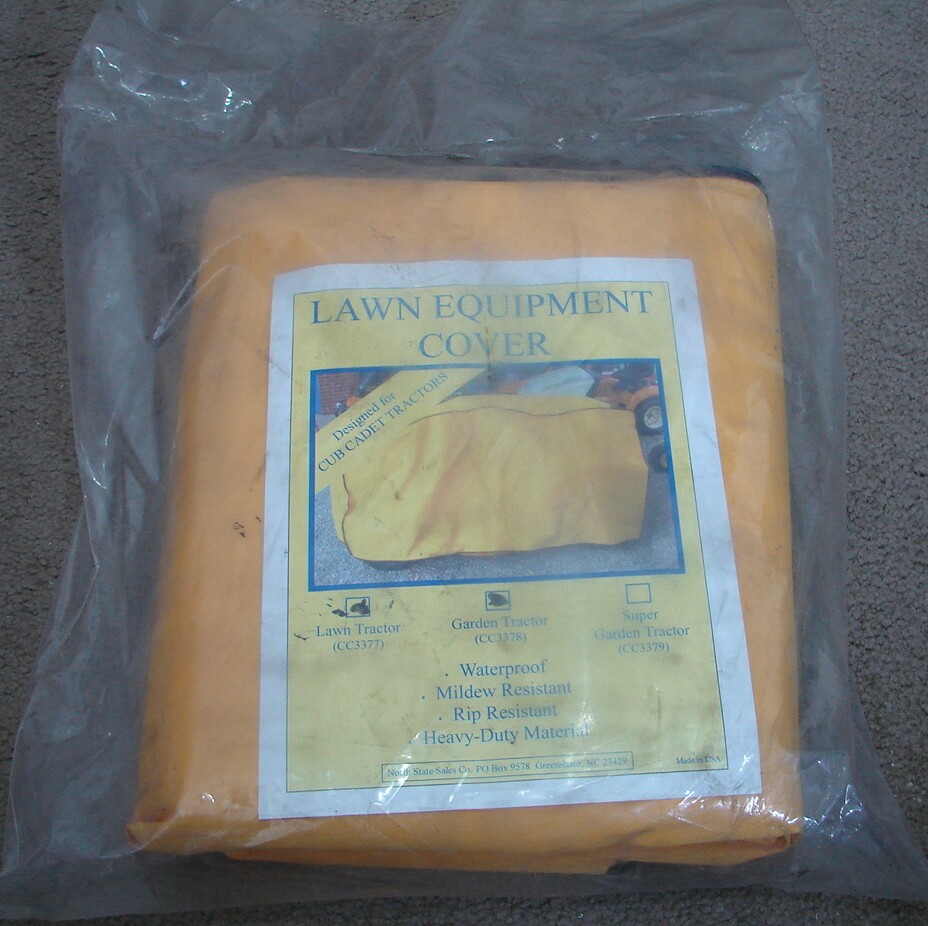 LAWN EQUIPMENT
COVER
Designed for
CUB CADET TRACTORS
Lawn Tractor
(CC3377)
Garden Tractor
(CC3378)
Super
Garden Tractor
(CC3379)
. Waterproof
. Mildew Resistant
. Rip Resistant
. Heavy-Duty Material
North State Sales Co. PO Box 9578 Greensboro, NC 27429
Made in USA